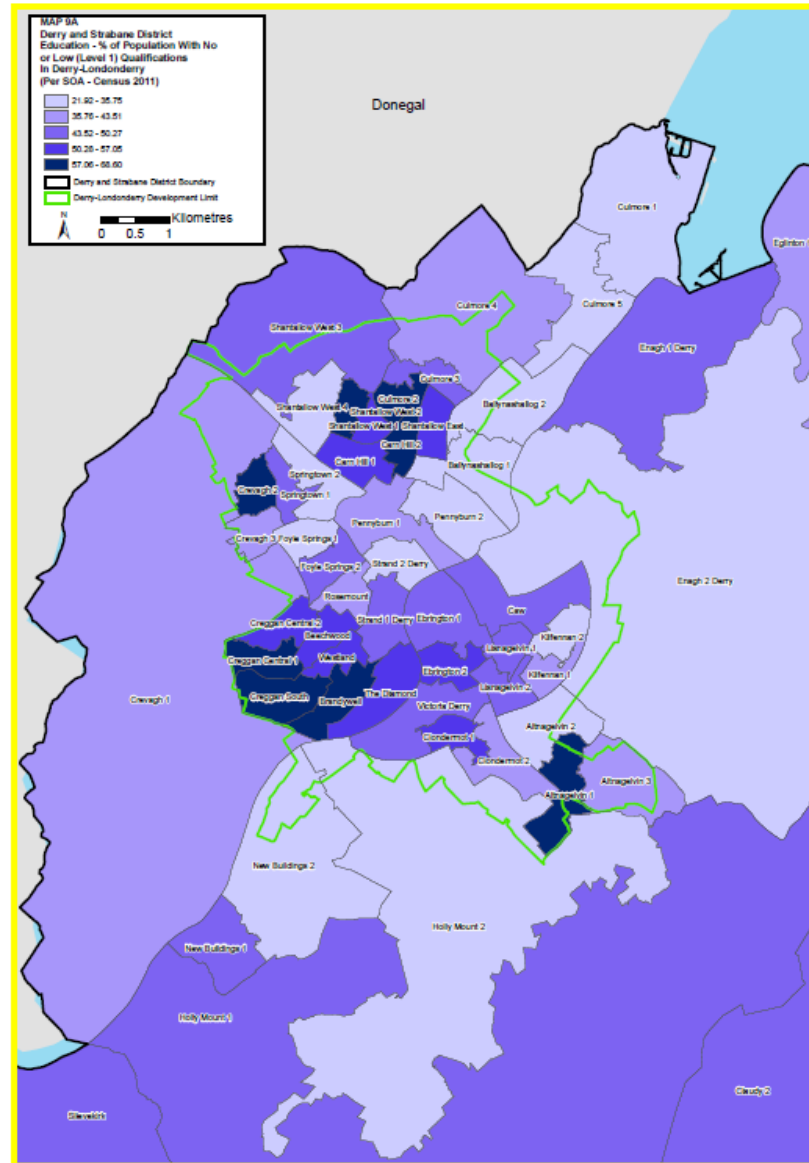 MAP 9A
Derry and Strabane District
Education - % of Population With No
or Low (Level 1) Qualifications
In Derry-Londonderry
(Per SOA - Census 2011)
21.92 - 35.75
35.76 - 43.51
43.52 - 50.27
50.28 - 57.05
57.06 - 68.60
Derry and Strabane District Boundary
Derry-Londonderry Development Limit
N
Kilometres
0 0.5 1
Donegal
Culmore 1
Eglinton
Culmore 5
Culmore 4
Shantallow West 3
Enagh 1 Derry
Culmore 3
Culmore 2
Ballynashallog 2
Shantallow West 4
Shantallow West 2
Shantallow West 1
Shantallow East
Carn Hill 2
Carn Hill 1
Ballynashallog 1
Springtown 2
Crevagh 2
Springtown 1
Pennyburn 2
Pennyburn 1
Crevagh 3
Foyle Springs 1
Strand 2 Derry
Foyle Springs 2
Enagh 2 Derry
Rosemount
Caw
Creggan Central 2
Strand 1 Derry
Ebrington 1
Beechwood
Kilfennan 2
Lisnagelvin 1
Westland
Creggan Central 1
Ebrington 2
Kilfennan 1
Lisnagelvin 2
Creggan South
Brandywell
The Diamond
Crevagh 1
Victoria Derry
Altnagelvin 2
Clondermot 1
Clondermot 2
Altnagelvin 3
Altnagelvin 1
New Buildings 2
Holly Mount 2
New Buildings 1
Holly Mount 1
Slievekirk
Claudy 2